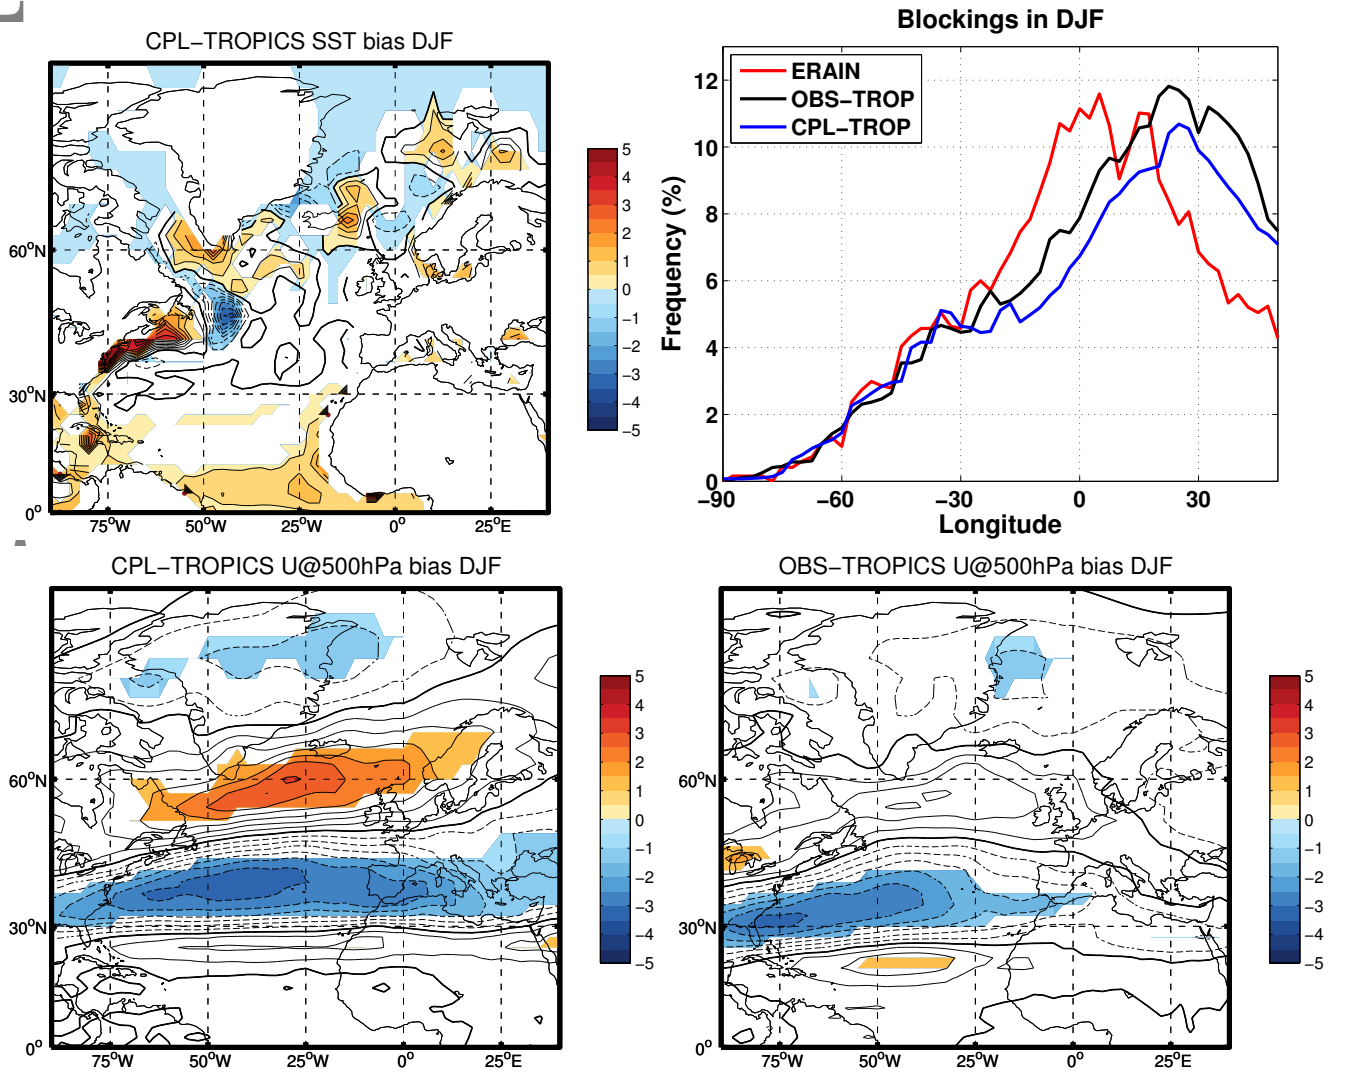 CPL−TROPICS SST bias DJF
60°N
30°N
0°
75°W
50°W
25°W
0°
25°E
5
4
3
2
1
0
−1
−2
−3
−4
−5
Blockings in DJF
ERAIN
OBS−TROP
CPL−TROP
Frequency (%)
12
10
8
6
4
2
0
−90
−60
−30
0
30
Longitude
CPL−TROPICS U@500hPa bias DJF
60°N
30°N
0°
75°W
50°W
25°W
0°
25°E
5
4
3
2
1
0
−1
−2
−3
−4
−5
OBS−TROPICS U@500hPa bias DJF
60°N
30°N
0°
75°W
50°W
25°W
0°
25°E
5
4
3
2
1
0
−1
−2
−3
−4
−5